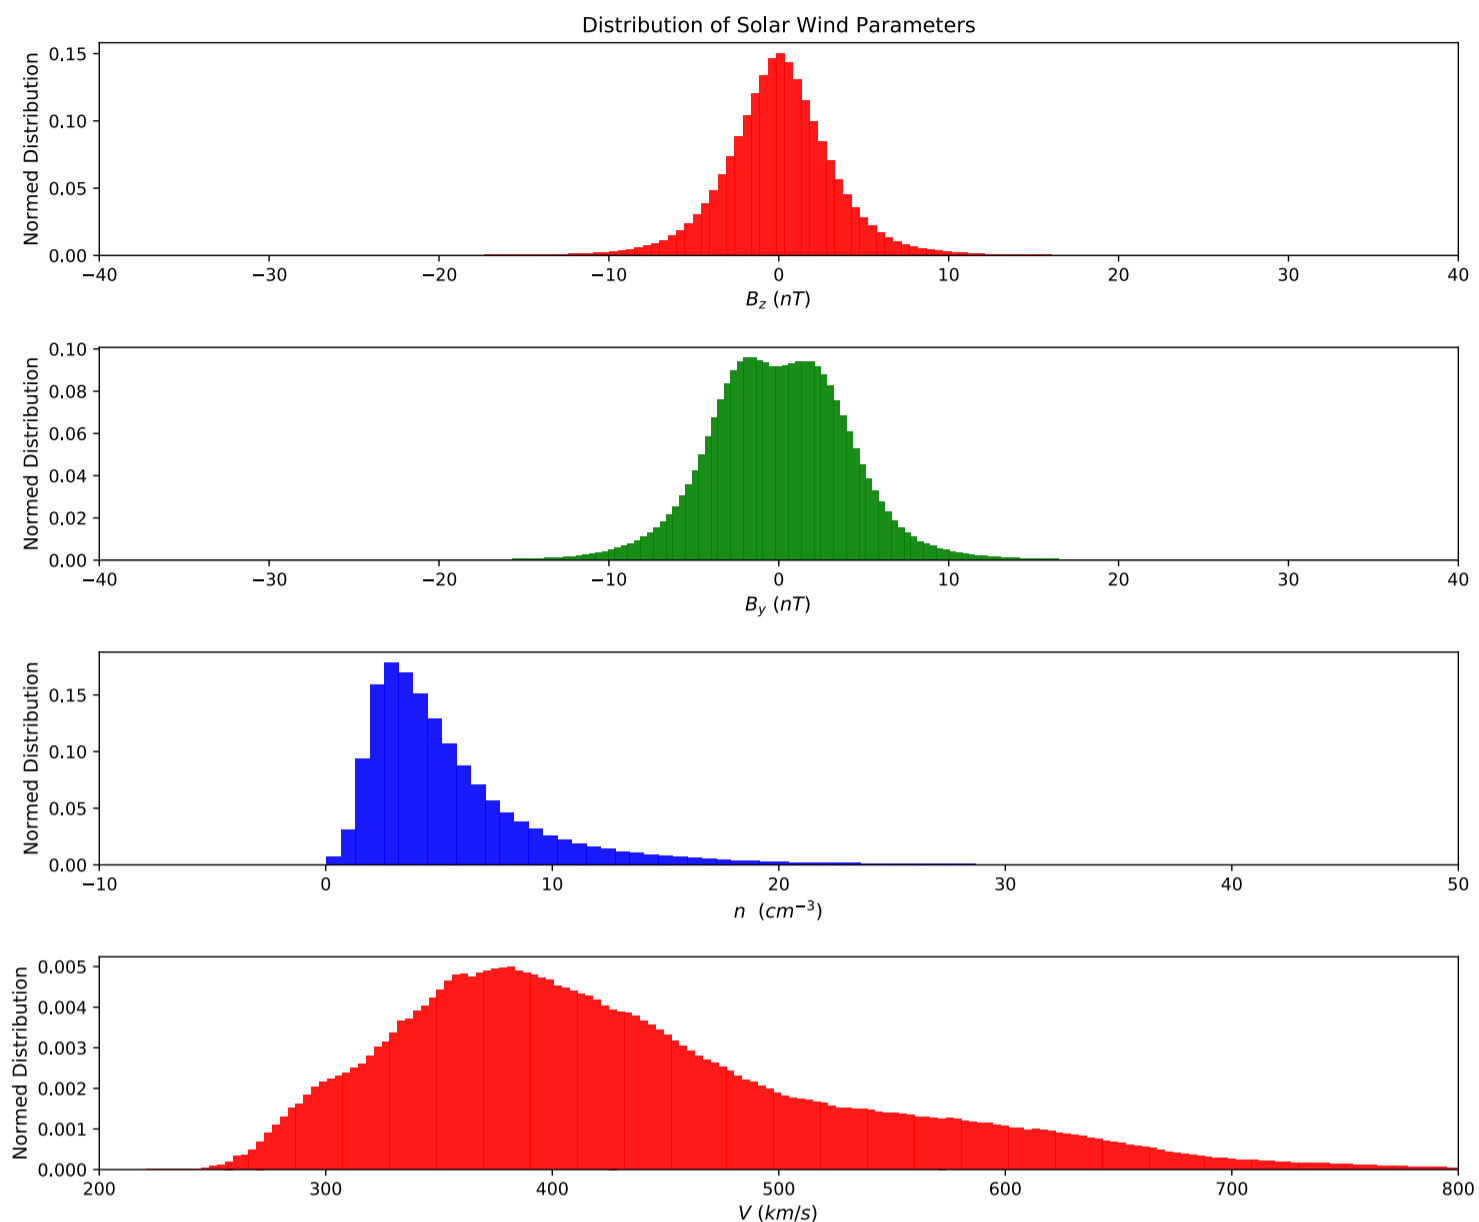 Distribution of Solar Wind Parameters
Normed Distribution
0.15
0.10
0.05
0.00
−40 −30 −20 −10 0 10 20 30 40
B_z (nT)
Normed Distribution
0.10
0.08
0.06
0.04
0.02
0.00
−40 −30 −20 −10 0 10 20 30 40
B_y (nT)
Normed Distribution
0.15
0.10
0.05
0.00
−10 0 10 20 30 40 50
n (cm⁻³)
Normed Distribution
0.005
0.004
0.003
0.002
0.001
0.000
200 300 400 500 600 700 800
V (km/s)